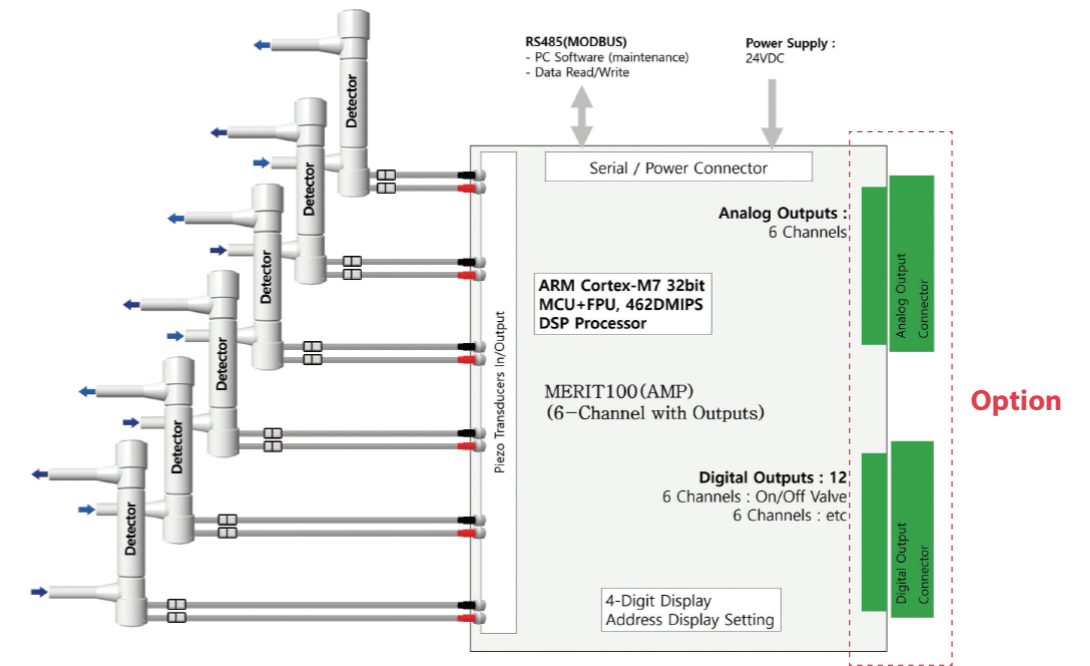 RS485(MODBUS)
- PC Software (maintenance)
- Data Read/Write
Power Supply :
24VDC
Detector
Detector
Detector
Detector
Detector
Detector
Piezo Transducers In/Output
Serial / Power Connector
Analog Outputs :
6 Channels
ARM Cortex-M7 32bit
MCU+FPU, 462DMIPS
DSP Processor
MERIT100(AMP)
(6-Channel with Outputs)
Digital Outputs : 12
6 Channels : On/Off Valve
6 Channels : etc
4-Digit Display
Address Display Setting
Analog Output
Connector
Digital Output
Connector
Option